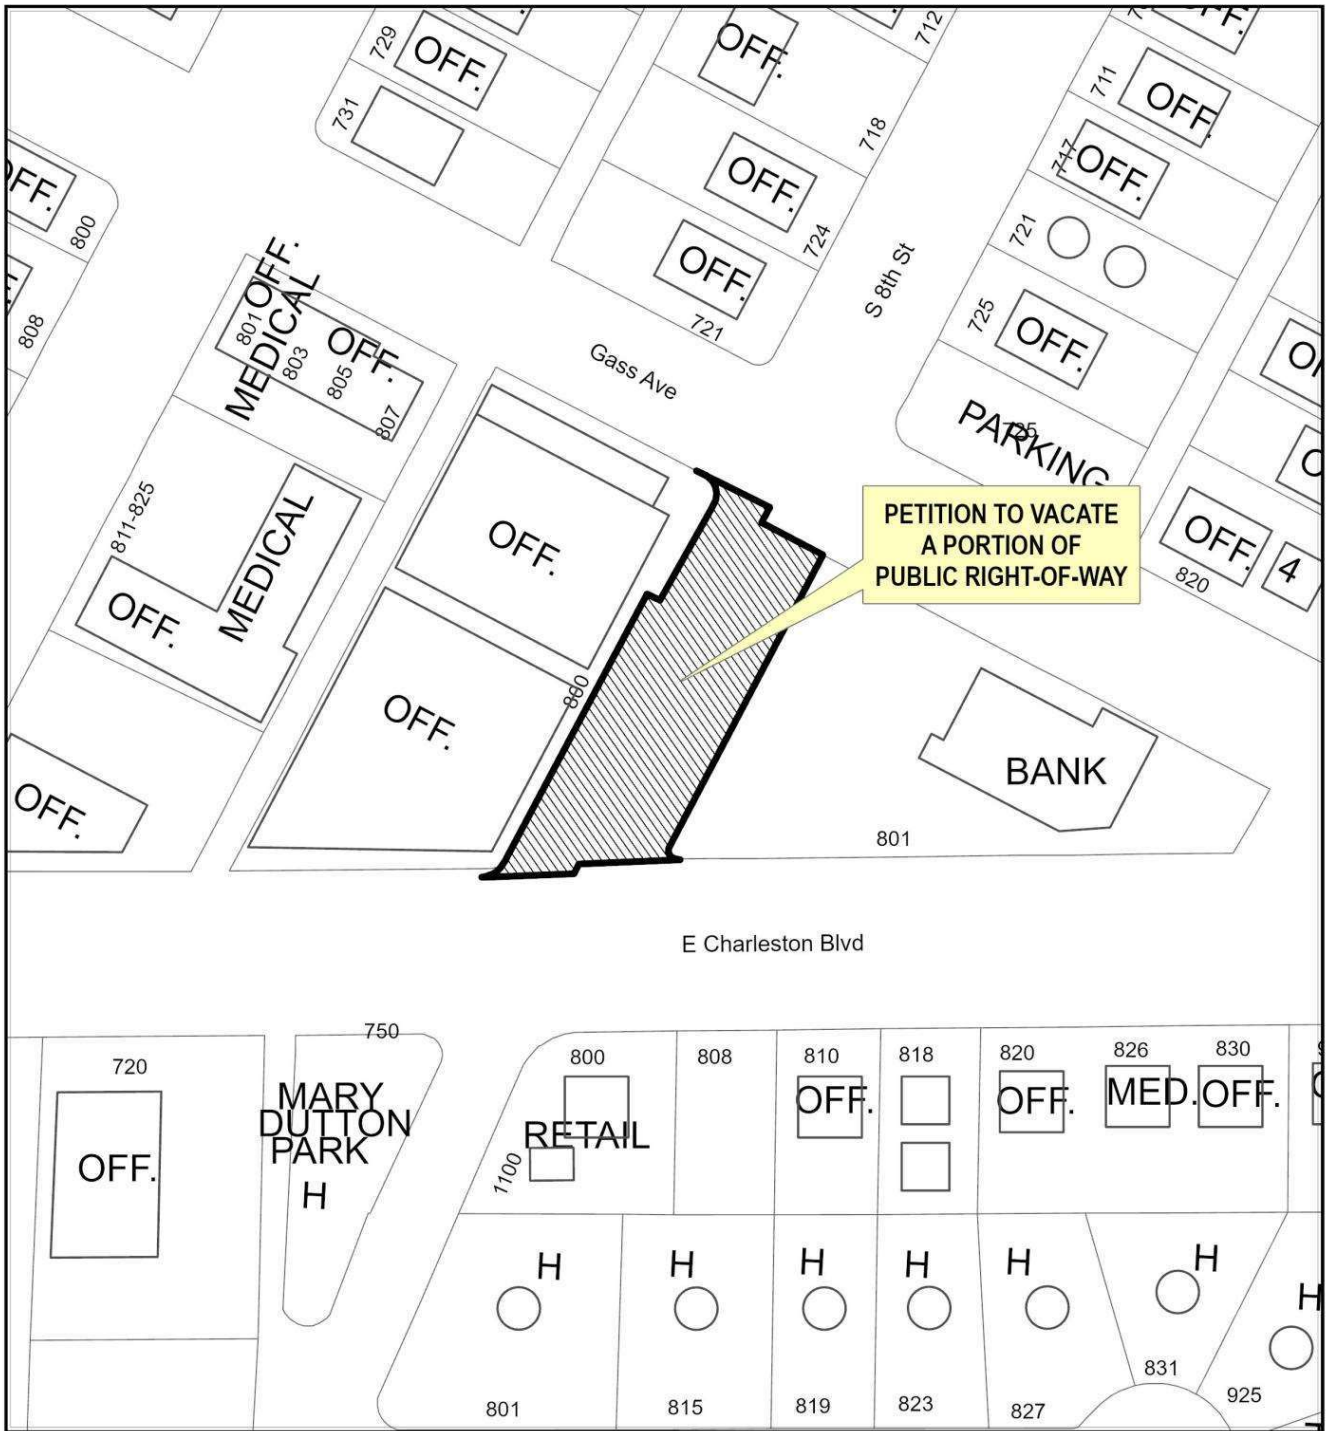 729
OFF.
731
OFF.
712
718
OFF.
724
OFF.
721
S 8th St
Gass Ave
OFF.
711
OFF.
717
OFF.
721
725
OFF.
725
PARKING
OFF.
800
808
OFF.
MEDICAL
801
803
OFF.
805
807
811-825
MEDICAL
OFF.
OFF.
OFF.
OFF.
800
PETITION TO VACATE
A PORTION OF
PUBLIC RIGHT-OF-WAY
OFF.
4
820
BANK
801
E Charleston Blvd
720
OFF.
750
MARY
DUTTON
PARK
H
800
RETAIL
1100
808
810
OFF.
818
820
OFF.
826
MED.
830
OFF.
H
801
H
815
H
819
H
823
H
827
H
831
H
925